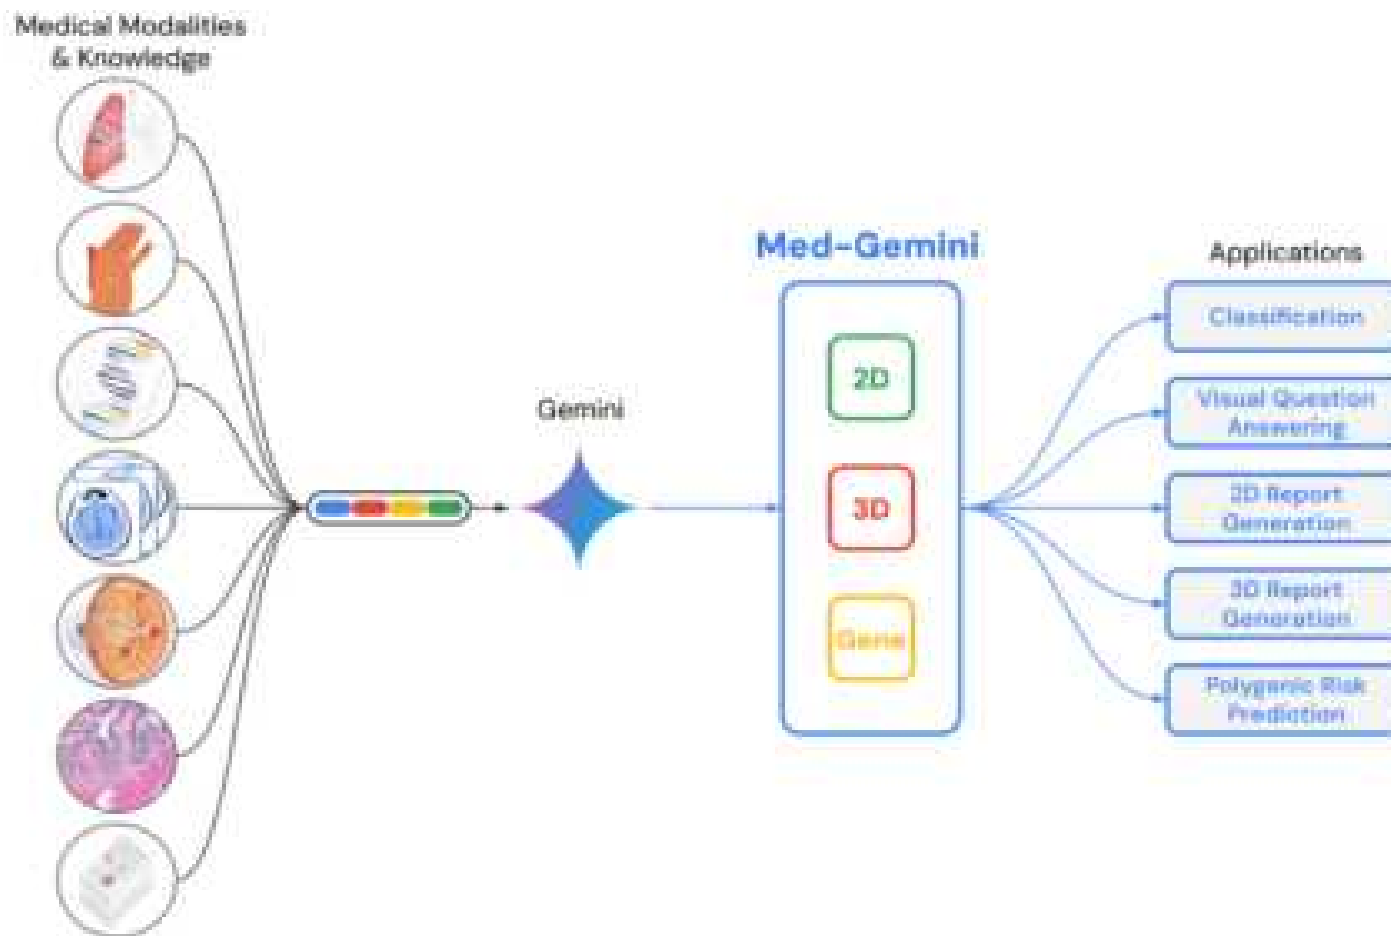 Medical Modalities
& Knowledge
Gemini
Med-Gemini
2D
3D
Gene
Applications
Classification
Visual Question
Answering
2D Report
Generation
3D Report
Generation
Polygenic Risk
Prediction